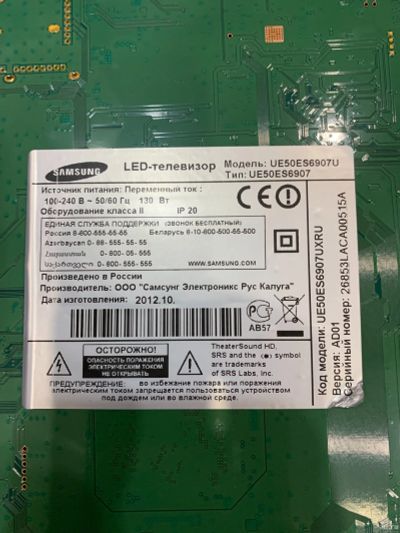 SAMSUNG
LED-телевизор
Модель: UE50ES6907U
Тип: UE50ES6907
Источник питания: Переменный ток :
100-240 В ~ 50/60 Гц 130 Вт
Оборудование класса II IP 20
ЕДИНАЯ СЛУЖБА ПОДДЕРЖКИ (ЗВОНОК БЕСПЛАТНЫЙ)
Россия 8-800-555-55-55 Беларусь 8-10-800-500-55-500
Azərbaycan 0-88-555-55-55
Հայաստան 0-800-05-555
საქართველო 8-800-555-555
WWW.SAMSUNG.COM
Произведено в России
Производитель: ООО "Самсунг Электроникс Рус Калуга"
Дата изготовления: 2012.10.
АВ57
ОСТОРОЖНО!
ОПАСНОСТЬ ПОРАЖЕНИЯ
ЭЛЕКТРИЧЕСКИМ ТОКОМ
НЕ ОТКРЫВАТЬ
TheaterSound HD,
SRS and the (●) symbol
are trademarks
of SRS Labs, Inc.
ПРЕДУПРЕЖДЕНИЕ: во избежание пожара или поражения
электрическим током запрещается пользоваться устройством
под дождем или во влажной среде.
Код модели: UE50ES6907UXRU
Версия: AD01
Серийный номер: 26853LACA00515A